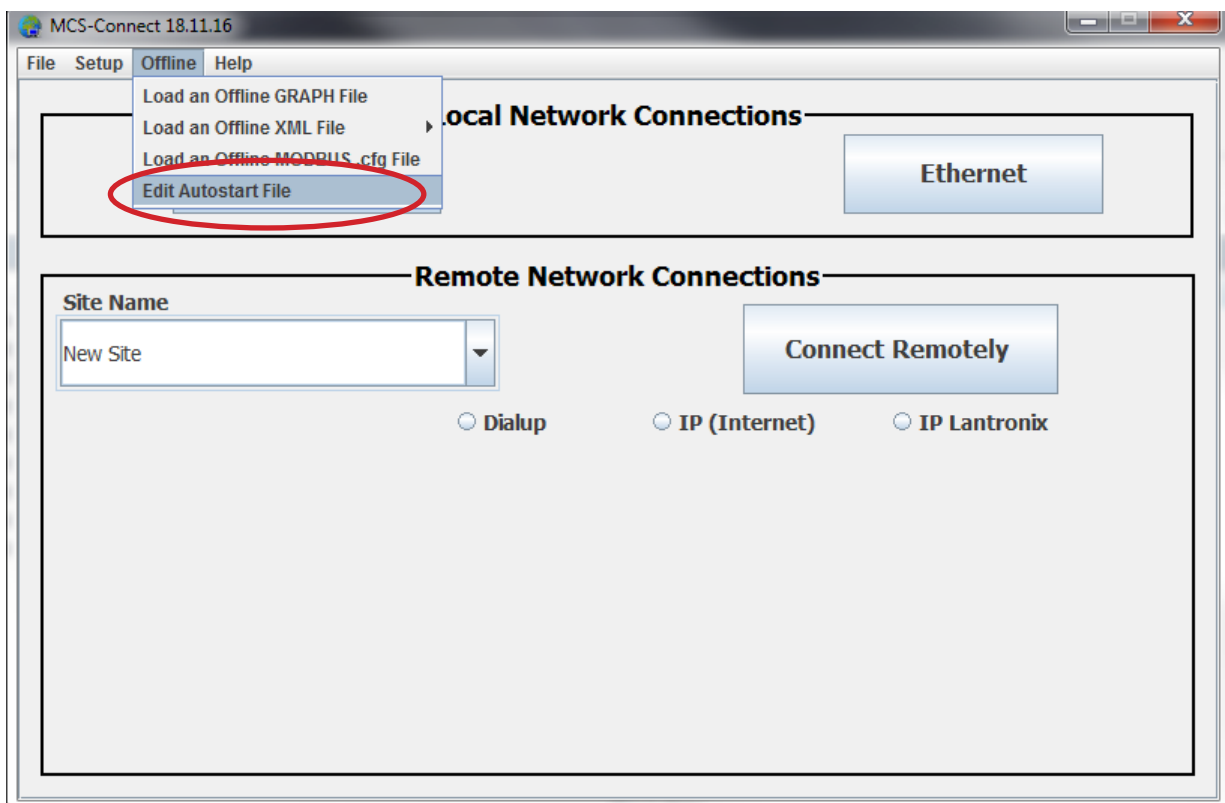 MCS-Connect 18.11.16
File Setup Offline Help
Load an Offline GRAPH File
Load an Offline XML File
Load an Offline MODBUS .cfg File
Edit Autostart File
Local Network Connections
Ethernet
Remote Network Connections
Site Name
New Site
Connect Remotely
Dialup IP (Internet) IP Lantronix